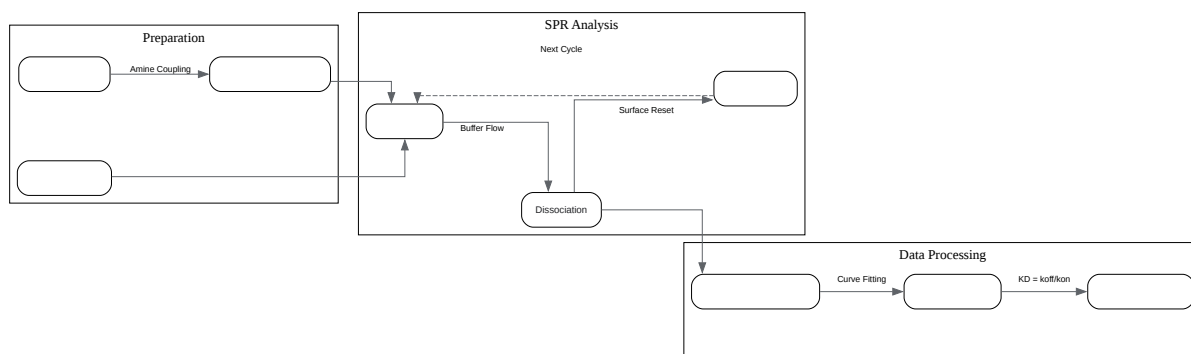 Preparation
Amine Coupling
SPR Analysis
Next Cycle
Surface Reset
Buffer Flow
Dissociation
Data Processing
Curve Fitting
KD = koff/kon